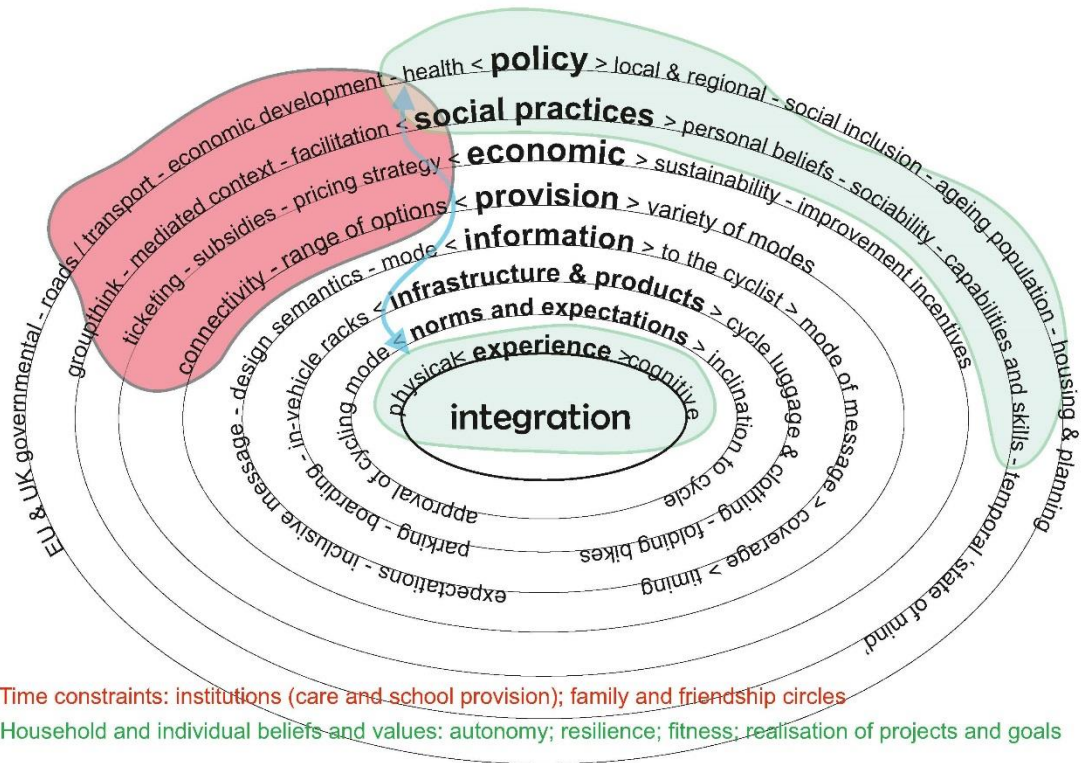 EU & UK governmental - roads / transport - economic development - health < policy > local & regional - social inclusion - ageing population - housing & planning
groupthink - mediated context - facilitation < social practices > personal beliefs - sociability - capabilities and skills - temporal 'state of mind'
ticketing - subsidies - pricing strategy < economic > sustainability - improvement incentives
connectivity - range of options < provision > variety of modes
expectations - inclusive message - design semantics - mode < information > to the cyclist > mode of message > coverage > timing
parking - boarding - in-vehicle racks < infrastructure & products > cycle luggage & clothing - folding bikes
approval of cycling mode < norms and expectations > inclination to cycle
physical < experience > cognitive
integration
Time constraints: institutions (care and school provision); family and friendship circles
Household and individual beliefs and values: autonomy; resilience; fitness; realisation of projects and goals